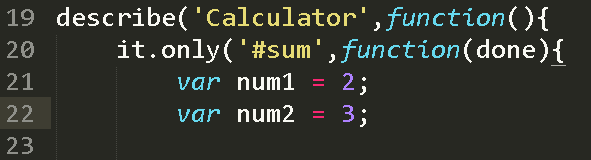 19 describe('Calculator',function(){
20     it.only('#sum',function(done){
21         var num1 = 2;
22         var num2 = 3;
23